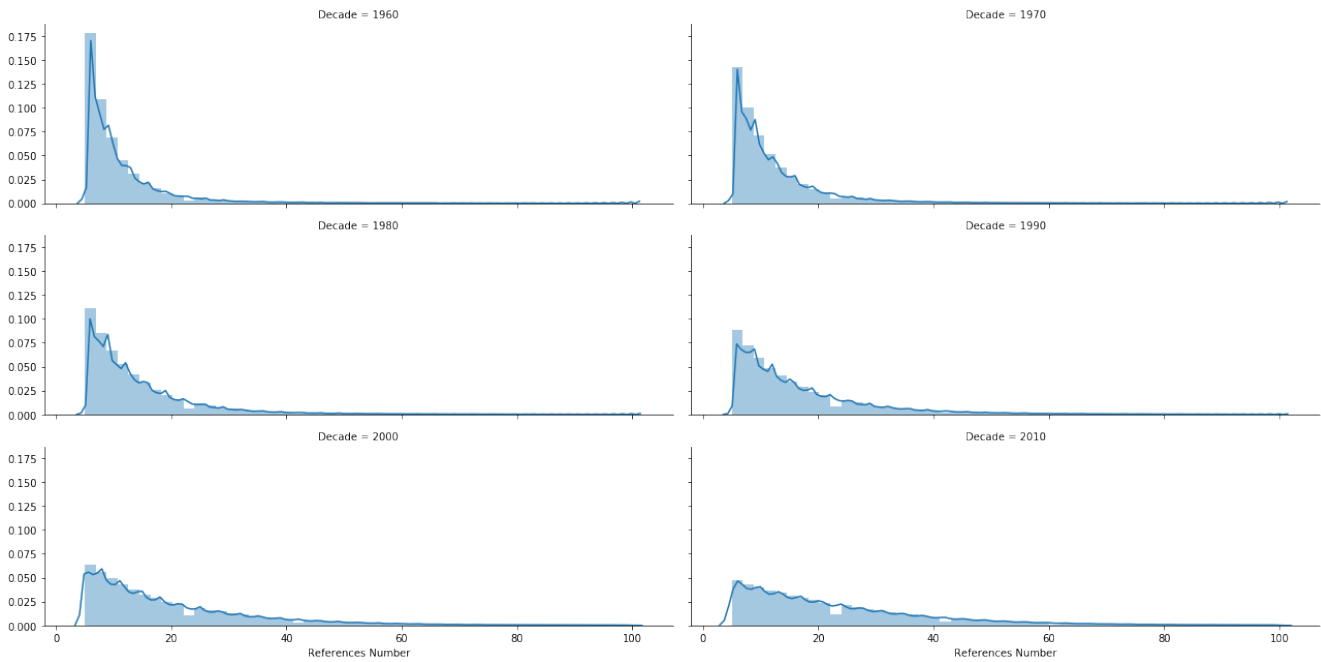 Decade = 1960
Decade = 1970
0.175
0.150
0.125
0.100
0.075
0.050
0.025
0.000
Decade = 1980
Decade = 1990
0.175
0.150
0.125
0.100
0.075
0.050
0.025
0.000
Decade = 2000
Decade = 2010
0.175
0.150
0.125
0.100
0.075
0.050
0.025
0.000
0 20 40 60 80 100
0 20 40 60 80 100
References Number
References Number